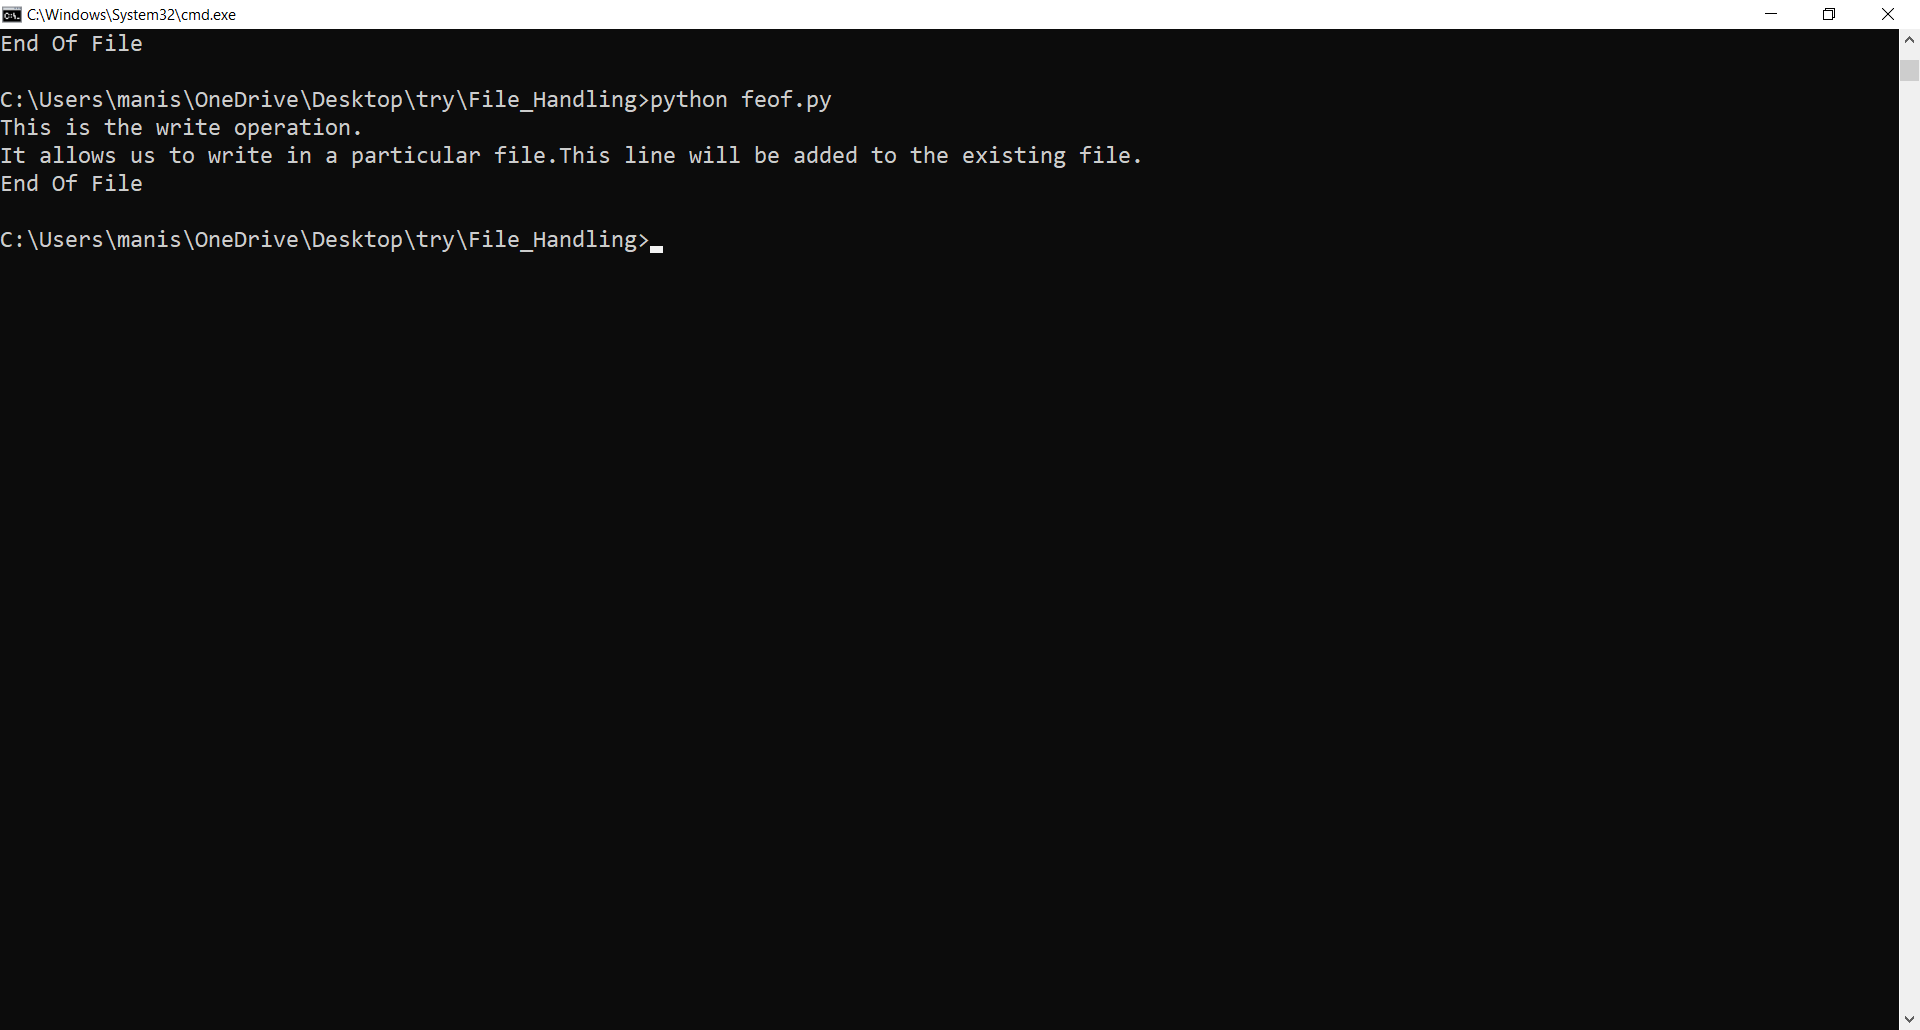 C:\Windows\System32\cmd.exe
End Of File
C:\Users\manis\OneDrive\Desktop\try\File_Handling>python feof.py
This is the write operation.
It allows us to write in a particular file.This line will be added to the existing file.
End Of File
C:\Users\manis\OneDrive\Desktop\try\File_Handling>